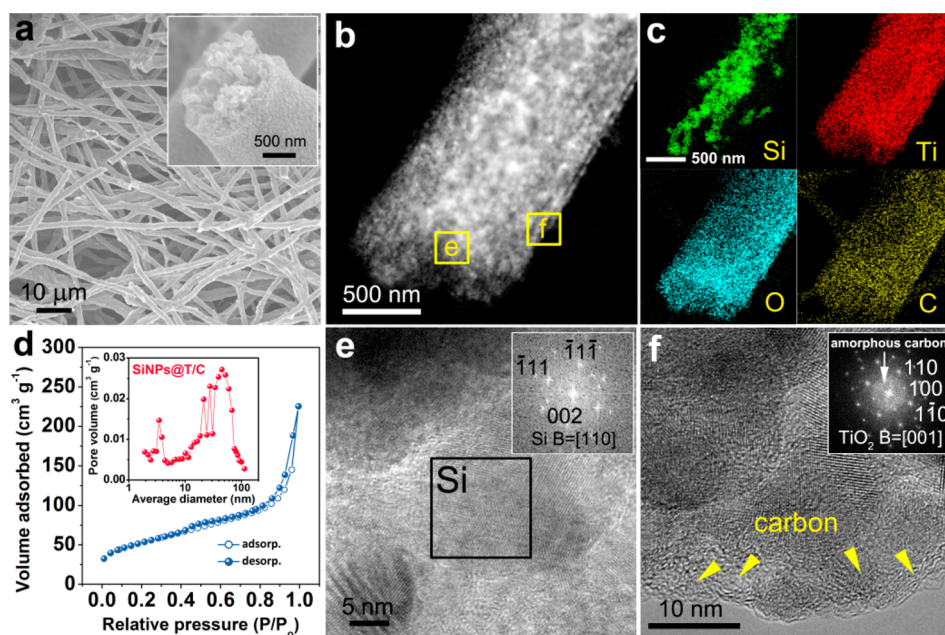 a
500 nm
10 μm
b
e
f
500 nm
c
500 nm
Si
Ti
O
C
d
300
250
200
150
100
50
0
Volume adsorbed (cm³ g⁻¹)
0.03
0.02
0.01
0.00
Pore volume (cm³ g⁻¹)
SiNPs@T/C
1
10
100
Average diameter (nm)
adsorp.
desorp.
0.0 0.2 0.4 0.6 0.8 1.0
Relative pressure (P/P₀)
e
1̄11
1̄11̄
002
Si B=[110]
Si
5 nm
f
amorphous carbon
110
100
11̄0
TiO₂ B=[001]
carbon
10 nm